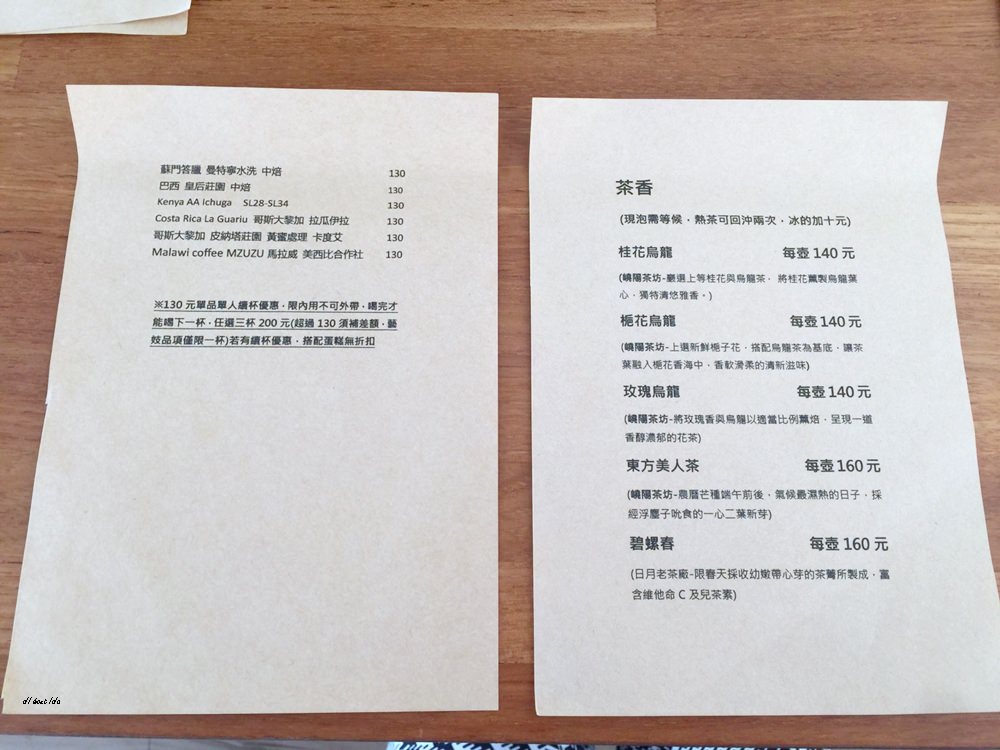 蘇門答臘 曼特寧水洗 中焙 130
巴西 皇后莊園 中焙 130
Kenya AA Ichuga SL28-SL34 130
Costa Rica La Guariu 哥斯大黎加 拉瓜伊拉 130
哥斯大黎加 皮納塔莊園 黃蜜處理 卡度艾 130
Malawi coffee MZUZU 馬拉威 美西比合作社 130
※130 元單品單人續杯優惠，限內用不可外帶，喝完才
能喝下一杯，任選三杯 200 元(超過 130 須補差額，藝
妓品項僅限一杯)若有續杯優惠，搭配蛋糕無折扣
茶香
(現泡需等候，熱茶可回沖兩次，冰的加十元)
桂花烏龍 每壺 140 元
(嶢陽茶坊-嚴選上等桂花與烏龍茶， 將桂花薰製烏龍葉
心，獨特清悠雅香。)
梔花烏龍 每壺 140 元
(嶢陽茶坊-上選新鮮梔子花，搭配烏龍茶為基底，讓茶
葉融入梔花香海中，香軟滑柔的清新滋味)
玫瑰烏龍 每壺 140 元
(嶢陽茶坊-將玫瑰香與烏龍以適當比例薰焙，呈現一道
香醇濃郁的花茶)
東方美人茶 每壺 160 元
(嶢陽茶坊-農曆芒種端午前後，氣候最濕熱的日子，採
經浮塵子吮食的一心二葉新芽)
碧螺春 每壺 160 元
(日月老茶廠-限春天採收幼嫩帶心芽的茶菁所製成，富
含維他命 C 及兒茶素)